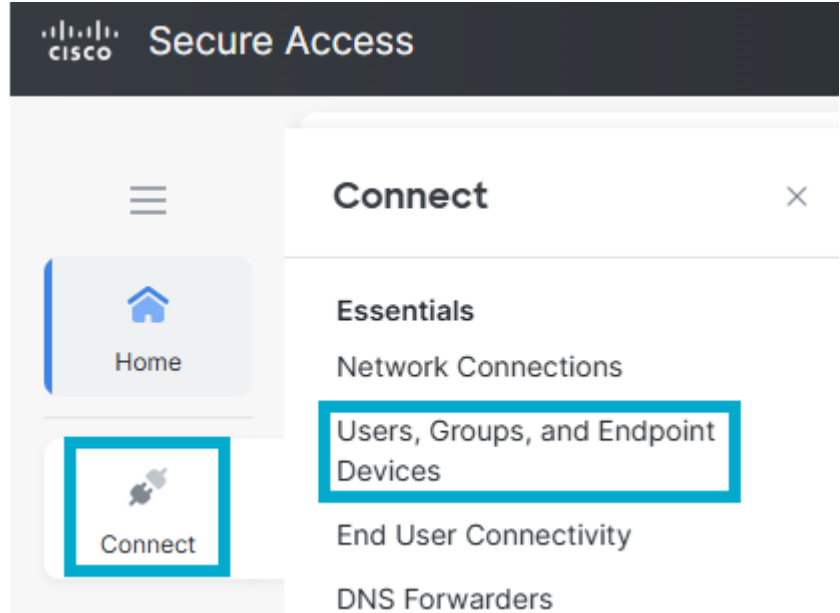 CISCO Secure Access
Connect
Home
Essentials
Network Connections
Users, Groups, and Endpoint
Devices
Connect
End User Connectivity
DNS Forwarders